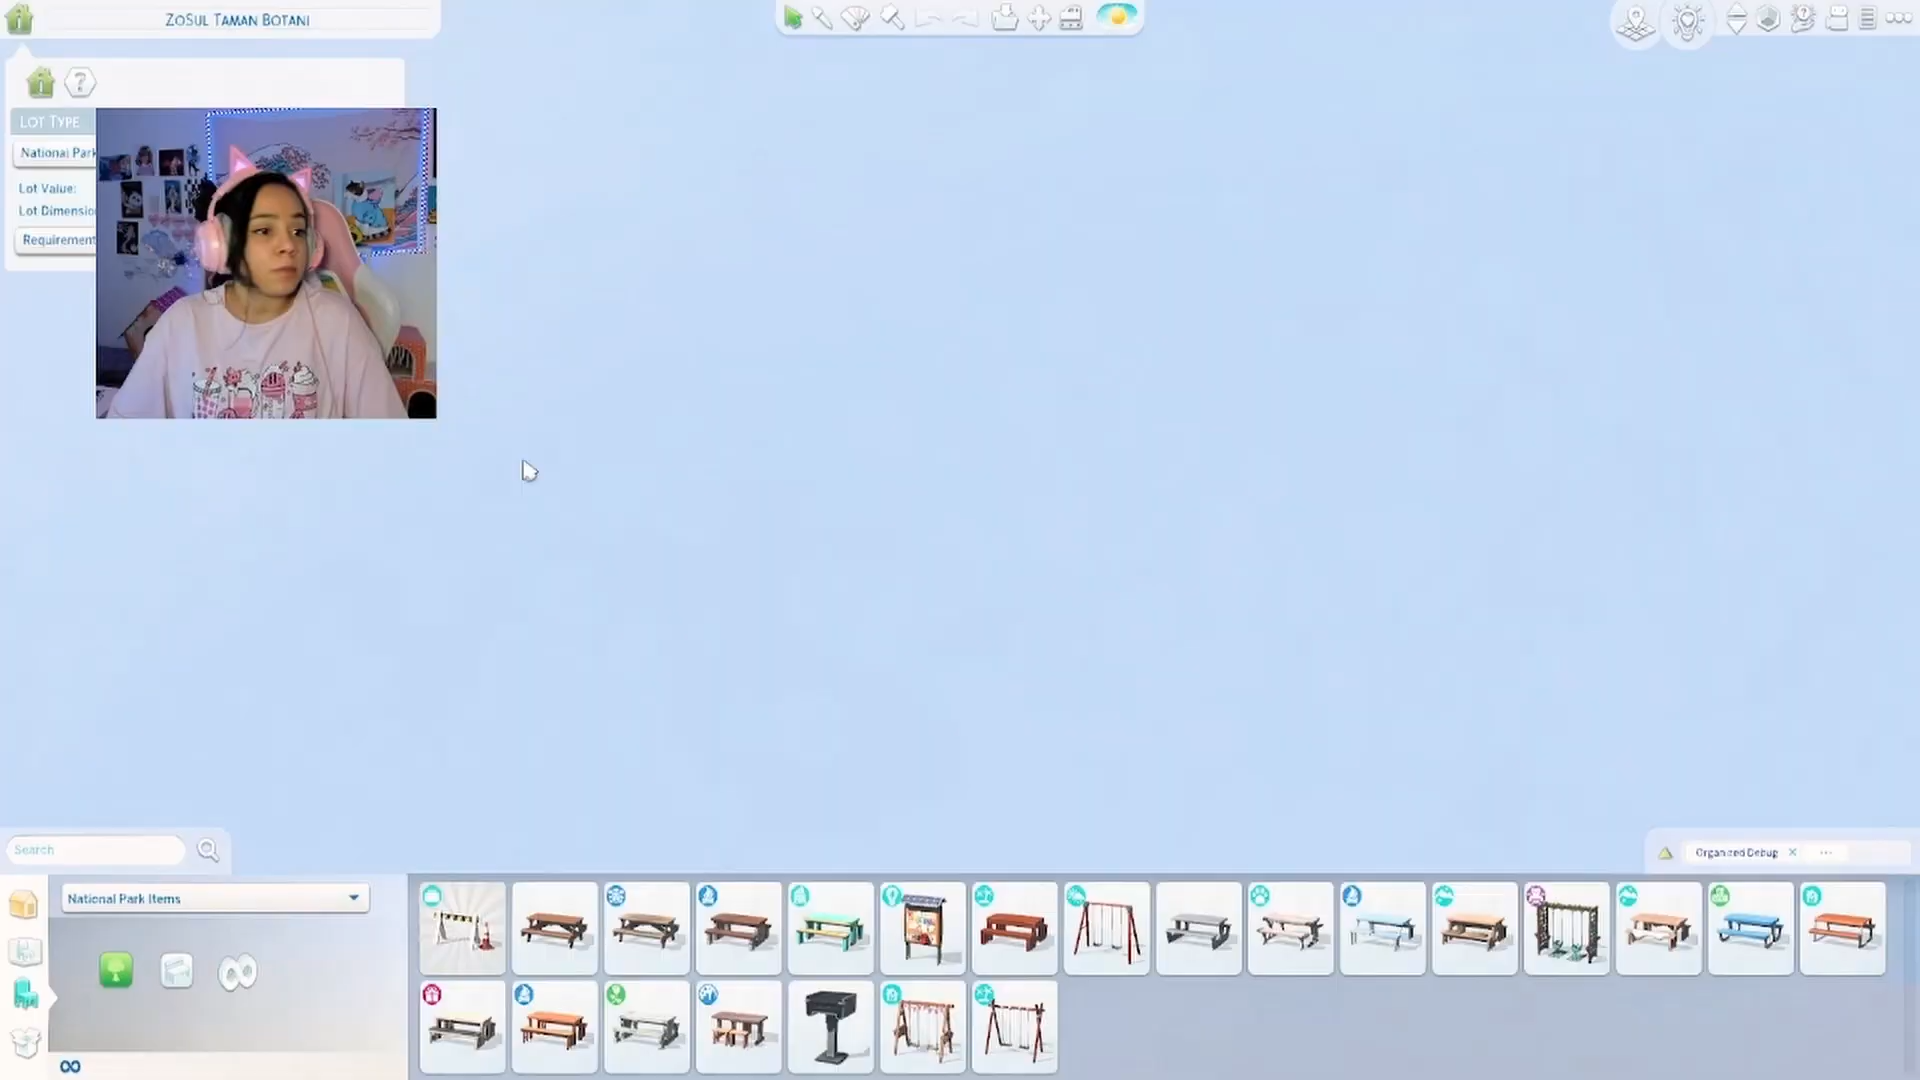 ZoSul Taman Botani
Lot Type
National Park
Lot Value:
Lot Dimensio
Requirement
Search
Organized Debug
National Park Items